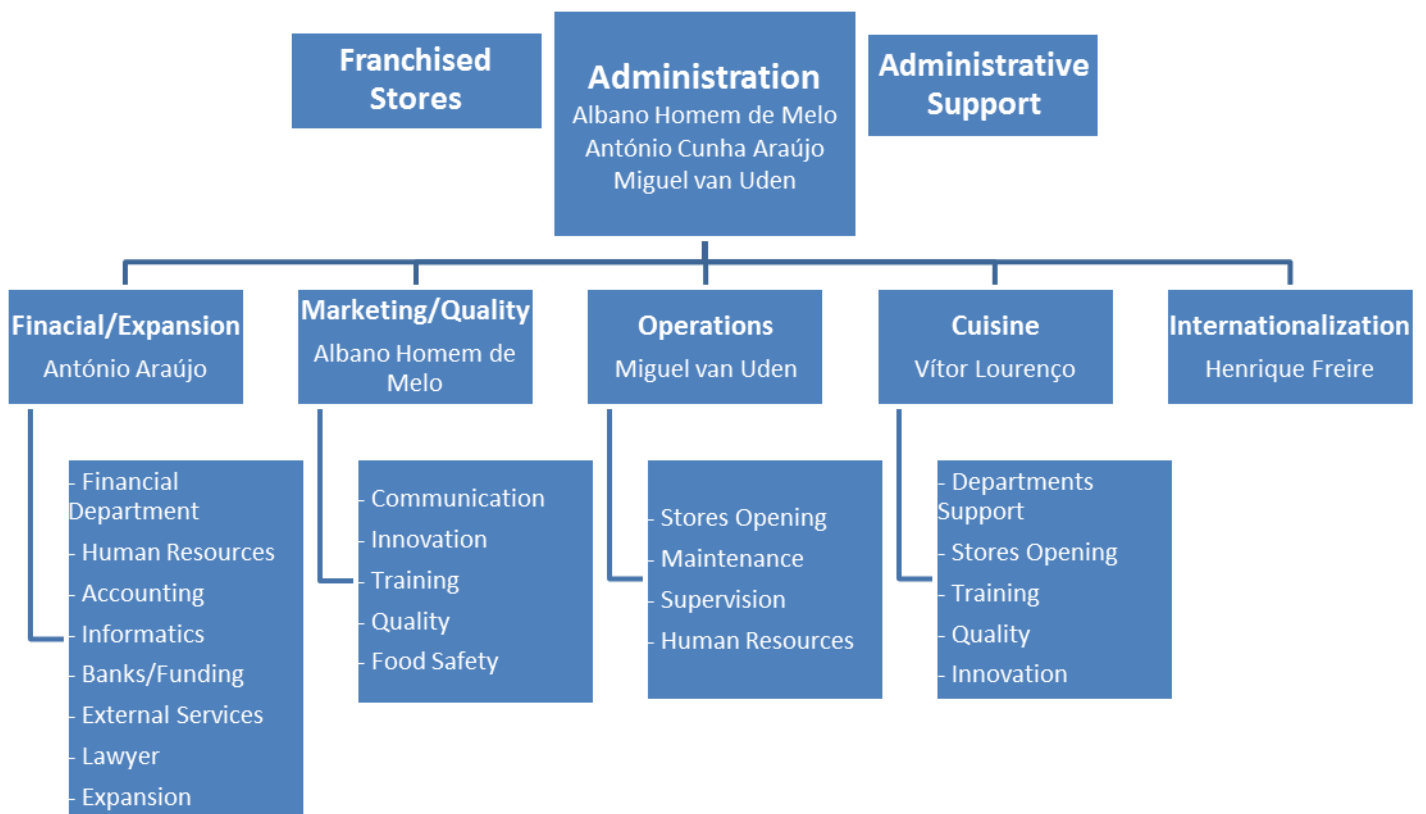 Franchised
Stores
Administration
Albano Homem de Melo
António Cunha Araújo
Miguel van Uden
Administrative
Support
Finacial/Expansion
António Araújo
Marketing/Quality
Albano Homem de
Melo
Operations
Miguel van Uden
Cuisine
Vítor Lourenço
Internationalization
Henrique Freire
- Financial
Department
- Human Resources
- Accounting
- Informatics
- Banks/Funding
- External Services
- Lawyer
- Expansion
- Communication
- Innovation
- Training
- Quality
- Food Safety
- Stores Opening
- Maintenance
- Supervision
- Human Resources
- Departments
Support
- Stores Opening
- Training
- Quality
- Innovation